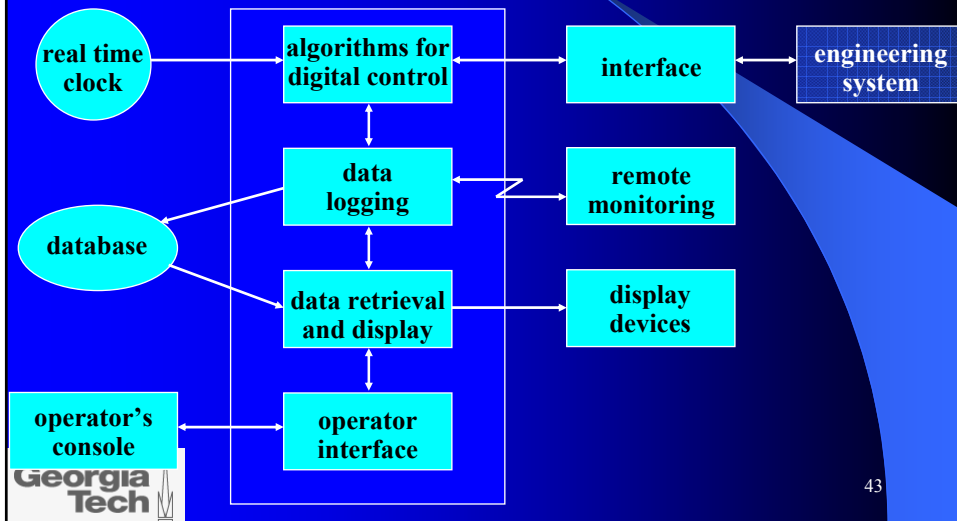 real time
clock
algorithms for
digital control
interface
engineering
system
data
logging
remote
monitoring
database
data retrieval
and display
display
devices
operator’s
console
operator
interface
Georgia
Tech
43